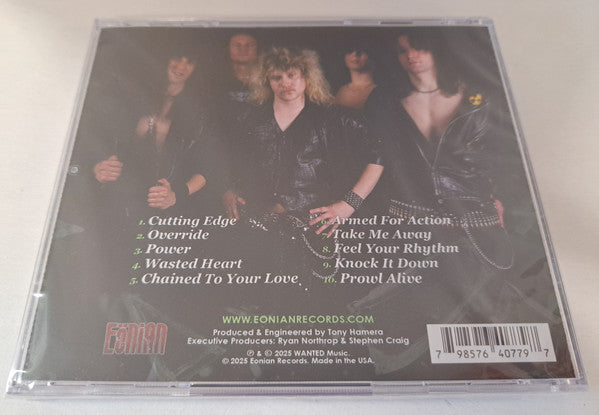 1. Cutting Edge
2. Override
3. Power
4. Wasted Heart
5. Chained To Your Love
6. Armed For Action
7. Take Me Away
8. Feel Your Rhythm
9. Knock It Down
10. Prowl Alive
WWW.EONIANRECORDS.COM
Eönian
Produced & Engineered by Tony Hamera
Executive Producers: Ryan Northrop & Stephen Craig
℗ & © 2025 WANTED Music.
© 2025 Eonian Records. Made in the USA.
7 98576 40779 7